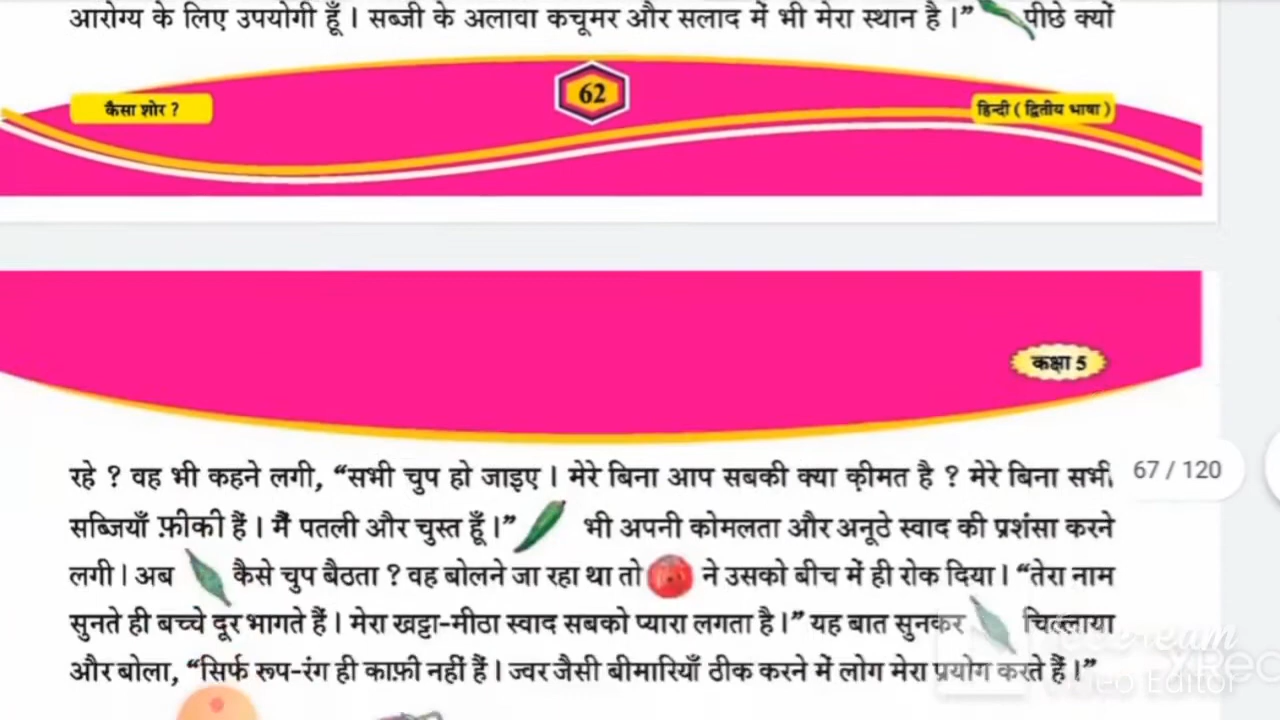 आरोग्य के लिए उपयोगी हूँ । सब्जी के अलावा कचूमर और सलाद में भी मेरा स्थान है ।” पीछे क्यों
कैसा शोर ?
62
हिन्दी ( द्वितीय भाषा )
कक्षा 5
रहे ? वह भी कहने लगी, “सभी चुप हो जाइए । मेरे बिना आप सबकी क्या क़ीमत है ? मेरे बिना सभी
67 / 120
सब्जियाँ फ़ीकी हैं । मैं पतली और चुस्त हूँ ।” भी अपनी कोमलता और अनूठे स्वाद की प्रशंसा करने
लगी । अब कैसे चुप बैठता ? वह बोलने जा रहा था तो ने उसको बीच में ही रोक दिया । “तेरा नाम
सुनते ही बच्चे दूर भागते हैं । मेरा खट्टा-मीठा स्वाद सबको प्यारा लगता है ।” यह बात सुनकर चिल्लाया
और बोला, “सिर्फ रूप-रंग ही काफ़ी नहीं हैं । ज्वर जैसी बीमारियाँ ठीक करने में लोग मेरा प्रयोग करते हैं ।”
Video Editor